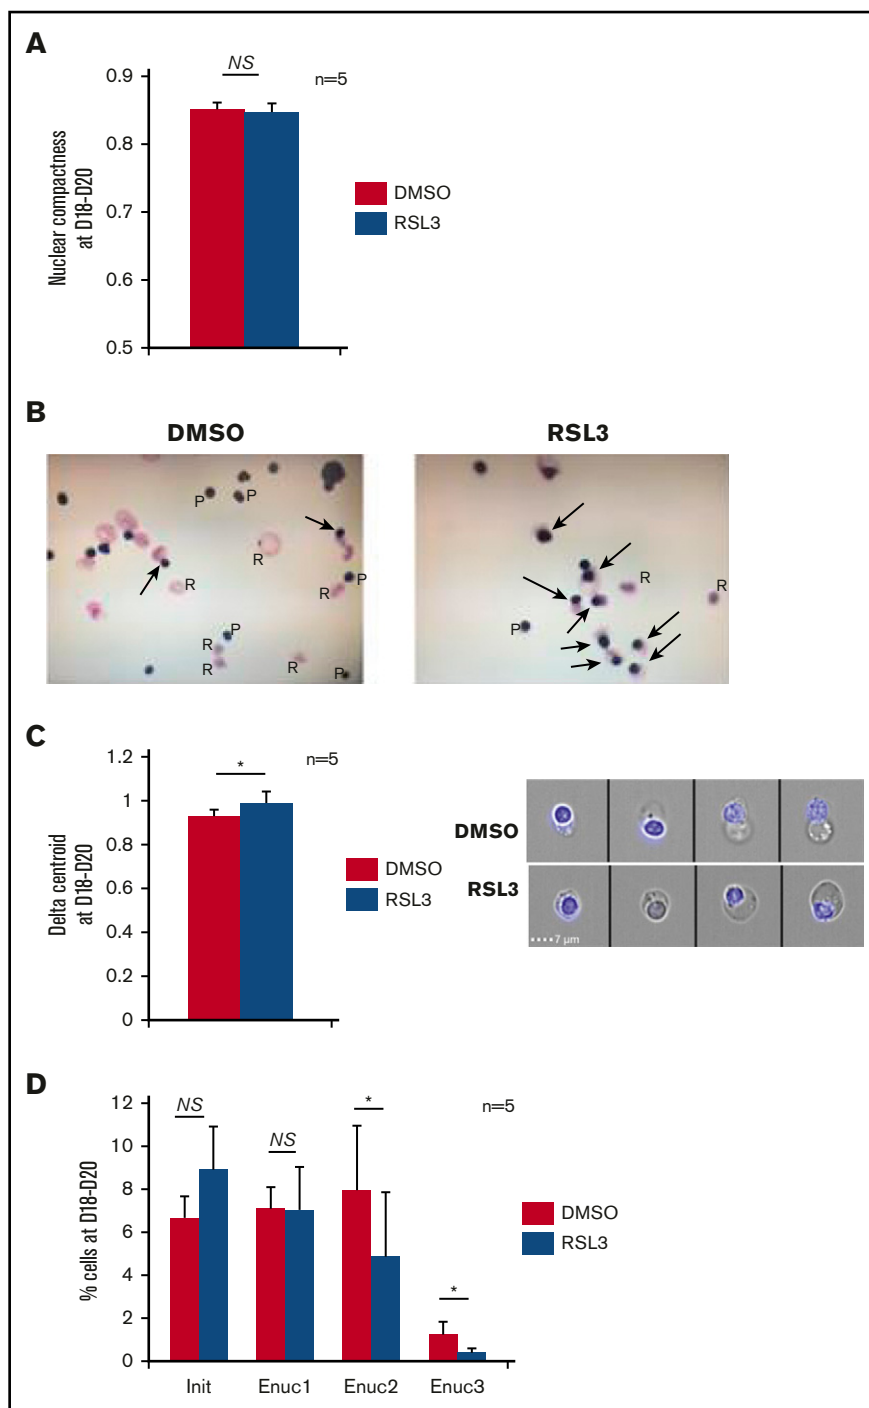 A
NS
n=5
0.9
0.8
0.7
0.6
0.5
Nuclear compactness
at D18-D20
DMSO
RSL3
B
DMSO
RSL3
P
P
R
R
P
R
P
R
R
R
P
R
R
P
C
1.2
1
0.8
0.6
0.4
0.2
0
*
n=5
Delta centroid
at D18-D20
DMSO
RSL3
DMSO
RSL3
7 µm
D
12
10
8
6
4
2
0
% cells at D18-D20
NS
NS
*
*
n=5
DMSO
RSL3
Init Enuc1 Enuc2 Enuc3